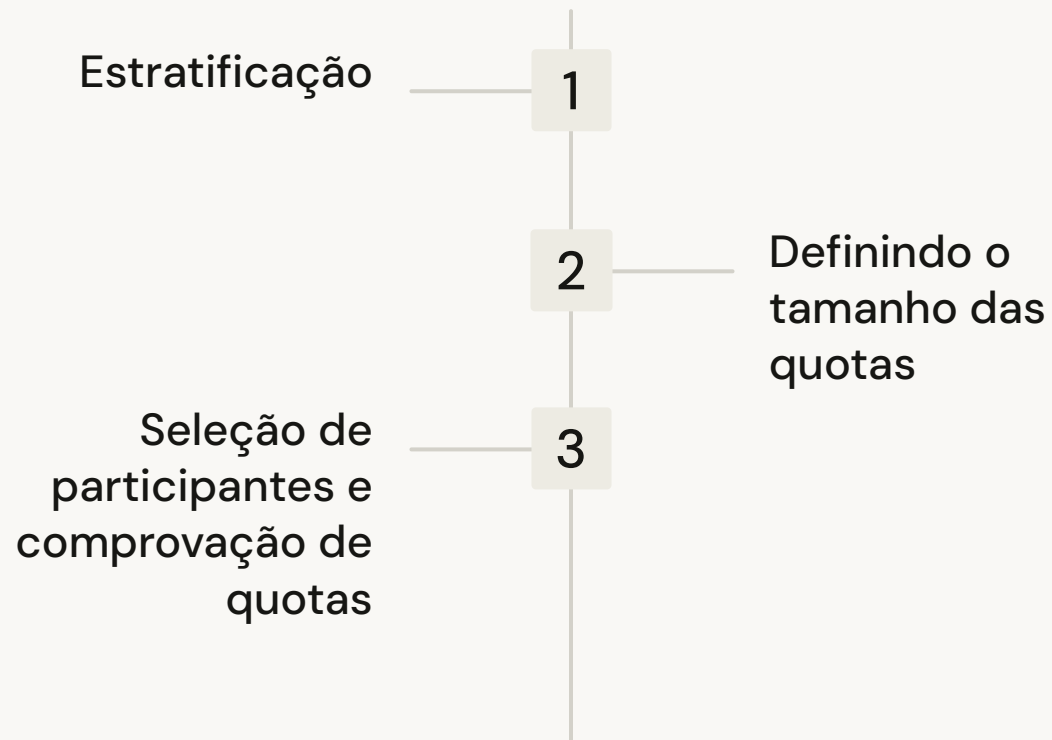 Estratificação
1
2
Definindo o
tamanho das
quotas
Seleção de
participantes e
comprovação de
quotas
3